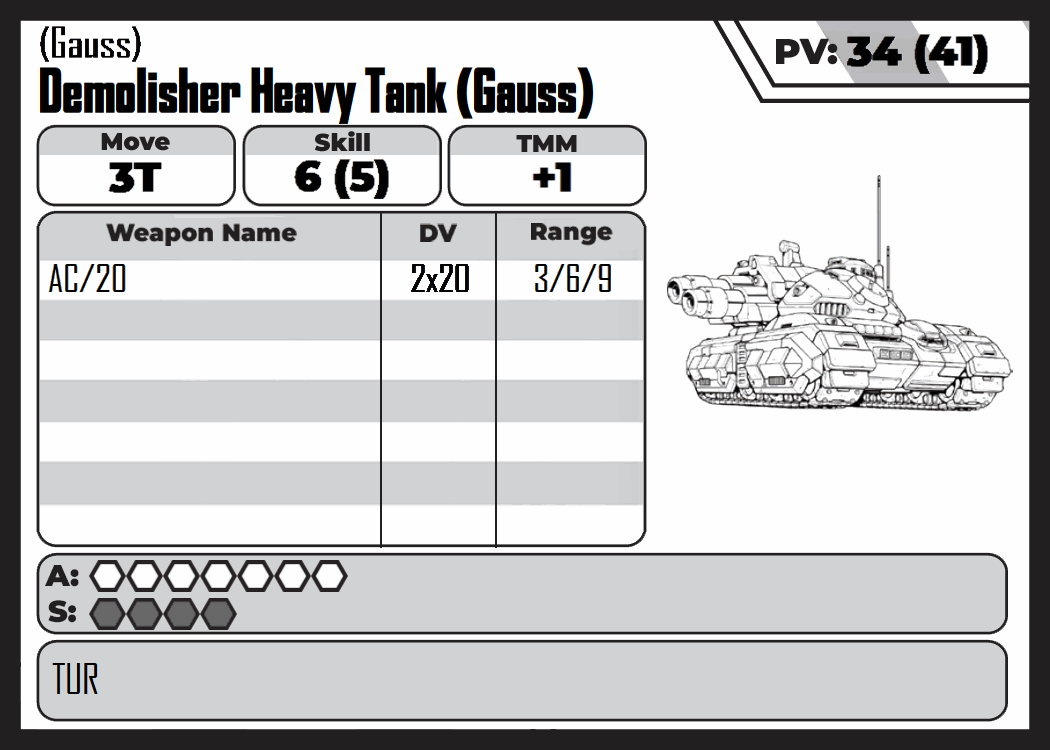 (Gauss)
PV: 34 (41)
Demolisher Heavy Tank (Gauss)
Move Skill TMM
3T 6 (5) +1
Weapon Name DV Range
AC/20 2x20 3/6/9
A:
S:
TUR